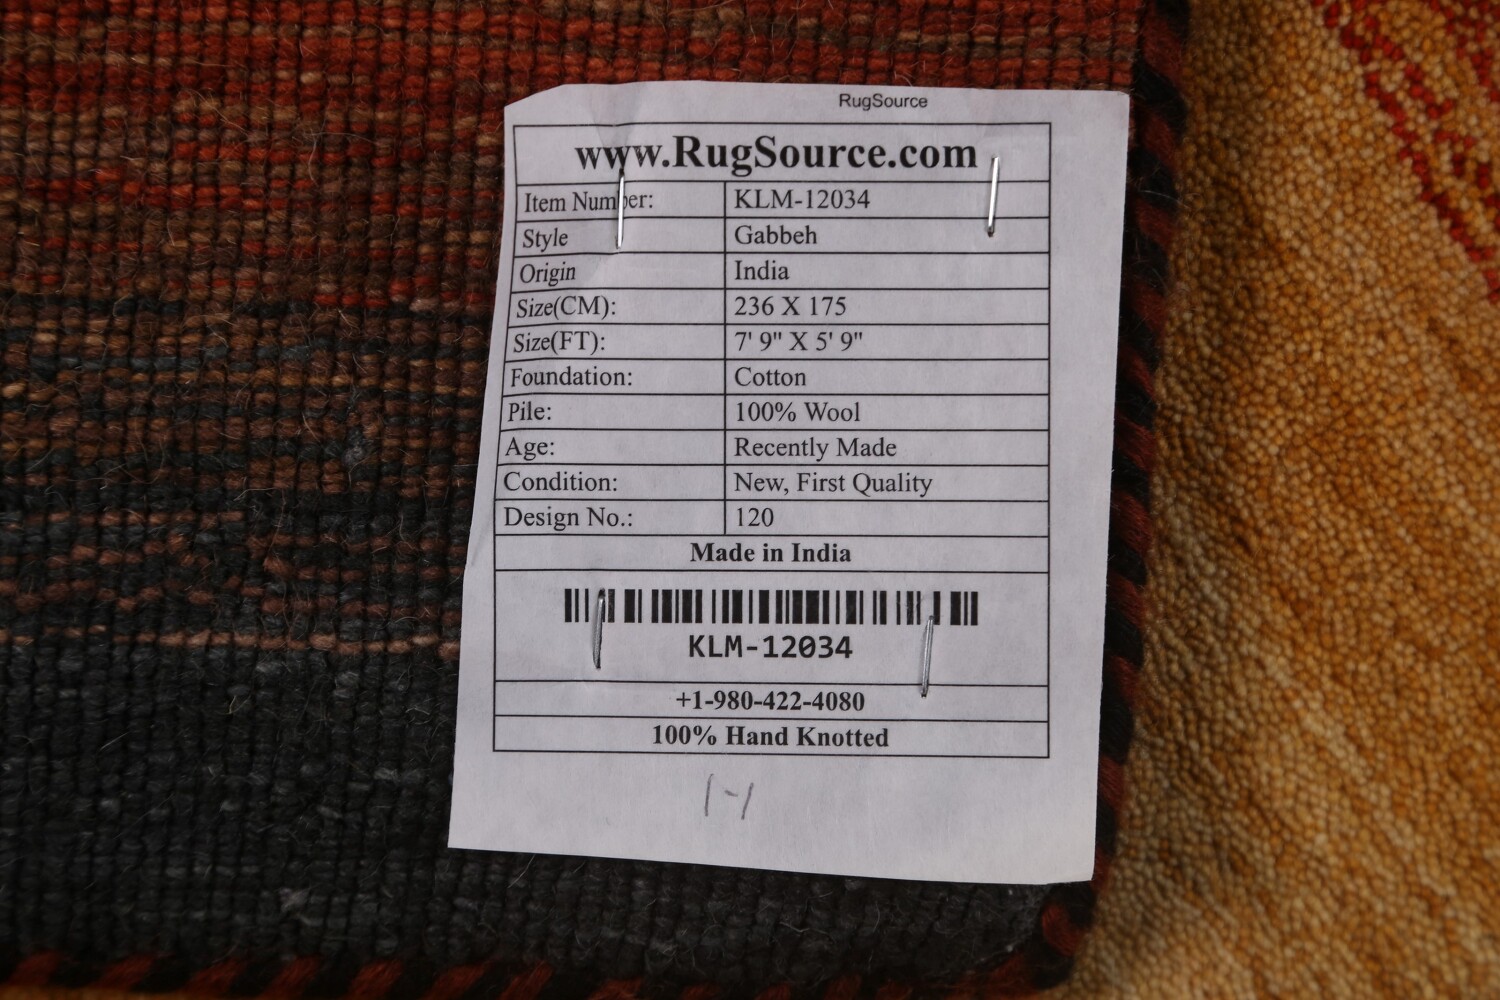 RugSource
www.RugSource.com
Item Number: KLM-12034
Style Gabbeh
Origin India
Size(CM): 236 X 175
Size(FT): 7' 9" X 5' 9"
Foundation: Cotton
Pile: 100% Wool
Age: Recently Made
Condition: New, First Quality
Design No.: 120
Made in India
KLM-12034
+1-980-422-4080
100% Hand Knotted
1-1